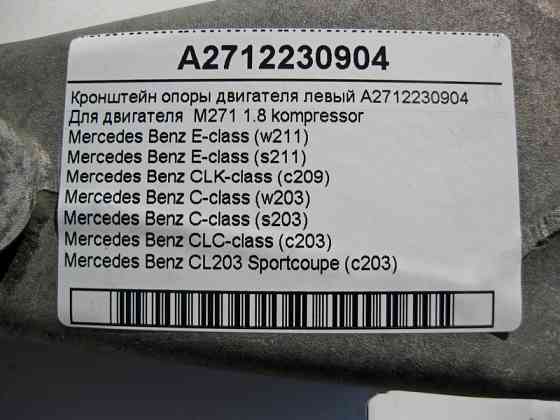 A2712230904
Кронштейн опоры двигателя левый A2712230904
Для двигателя M271 1.8 kompressor
Mercedes Benz E-class (w211)
Mercedes Benz E-class (s211)
Mercedes Benz CLK-class (c209)
Mercedes Benz C-class (w203)
Mercedes Benz C-class (s203)
Mercedes Benz CLC-class (c203)
Mercedes Benz CL203 Sportcoupe (c203)